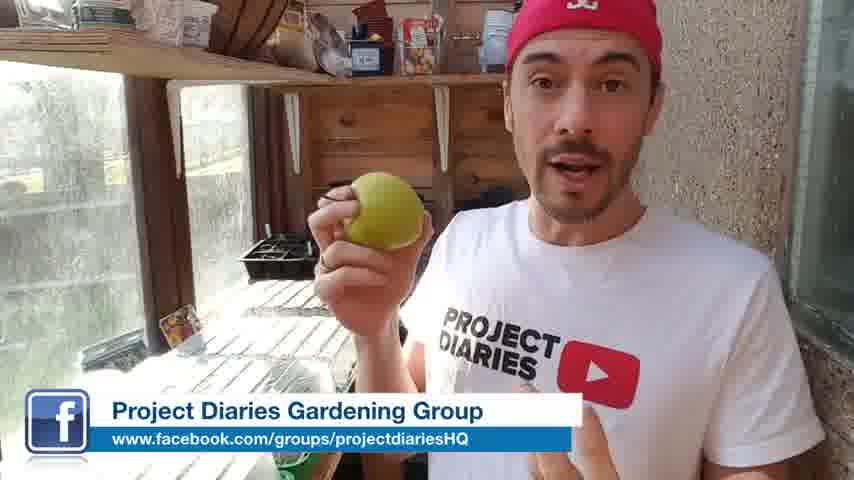 PROJECT
DIARIES
f
Project Diaries Gardening Group
www.facebook.com/groups/projectdiariesHQ